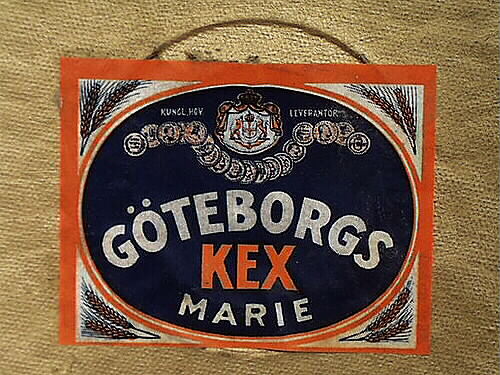 KUNGL. HOV. LEVERANTÖR
GÖTEBORGS
KEX
MARIE